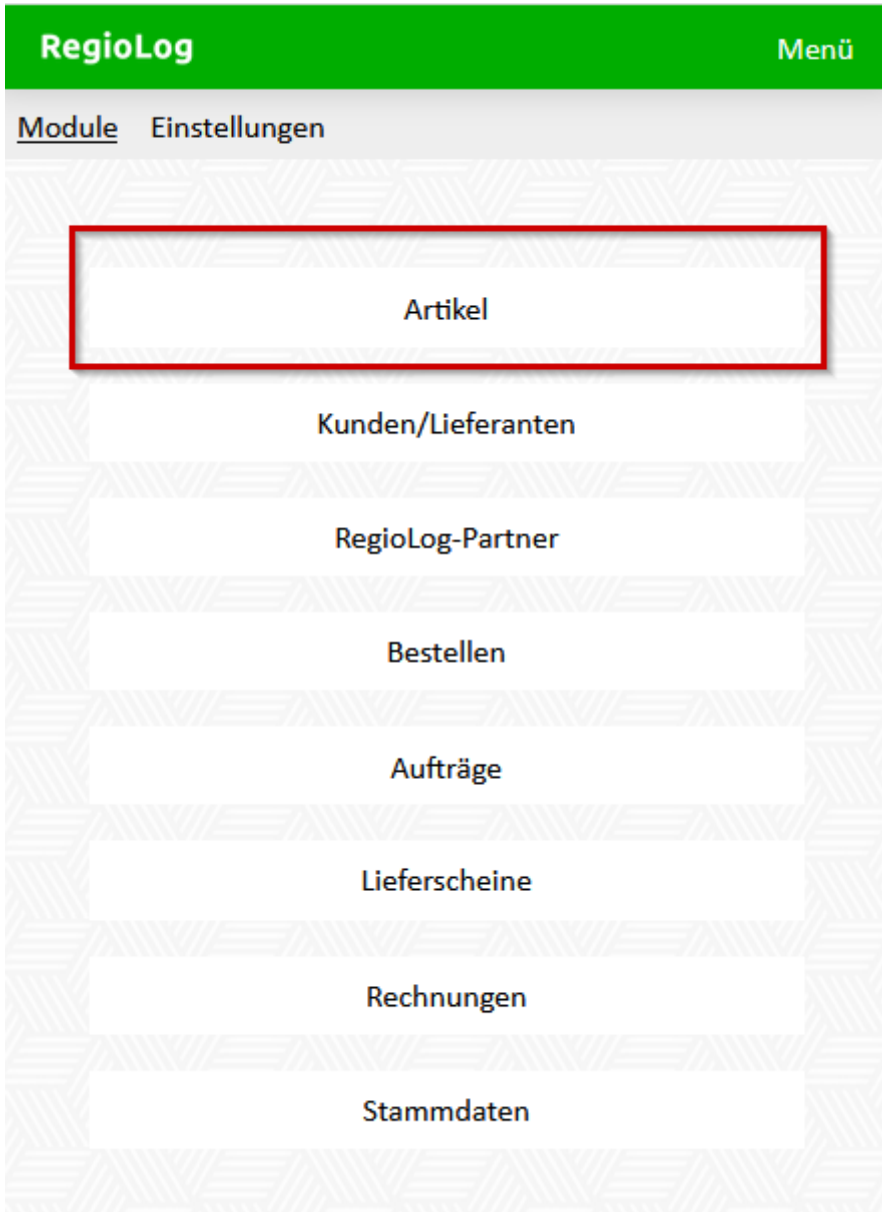 RegioLog Menü
Module Einstellungen
Artikel
Kunden/Lieferanten
RegioLog-Partner
Bestellen
Aufträge
Lieferscheine
Rechnungen
Stammdaten